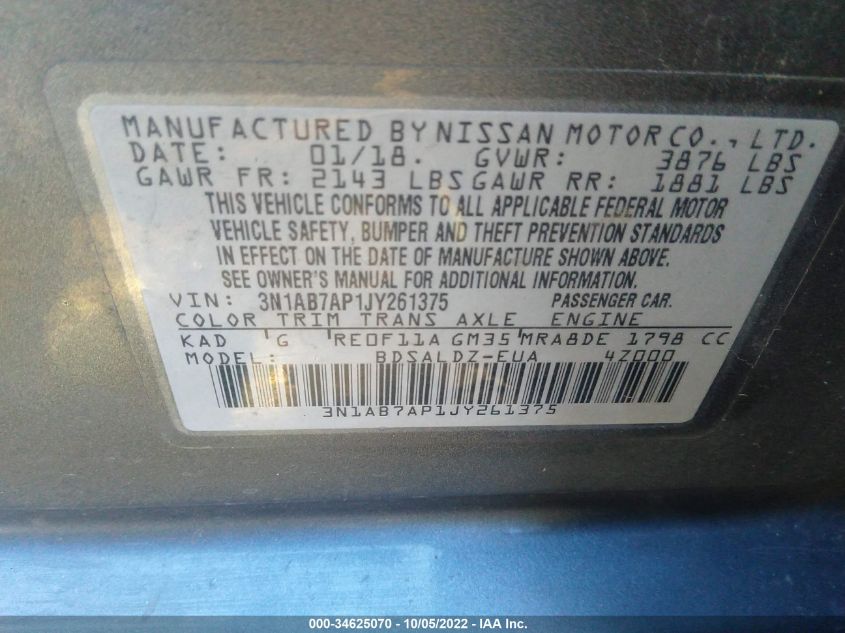 MANUFACTURED BY NISSAN MOTOR CO., LTD.
DATE: 01/18. GVWR: 3876 LBS
GAWR FR: 2143 LBS GAWR RR: 1881 LBS
THIS VEHICLE CONFORMS TO ALL APPLICABLE FEDERAL MOTOR
VEHICLE SAFETY, BUMPER AND THEFT PREVENTION STANDARDS
IN EFFECT ON THE DATE OF MANUFACTURE SHOWN ABOVE.
SEE OWNER'S MANUAL FOR ADDITIONAL INFORMATION.
VIN: 3N1AB7AP1JY261375 PASSENGER CAR.
COLOR TRIM TRANS AXLE ENGINE
KAD G RE0F11A GM35 MRA8DE 1798 CC
MODEL: BDSALDZ-EUA 4Z000
3N1AB7AP1JY261375
000-34625070 - 10/05/2022 - IAA Inc.